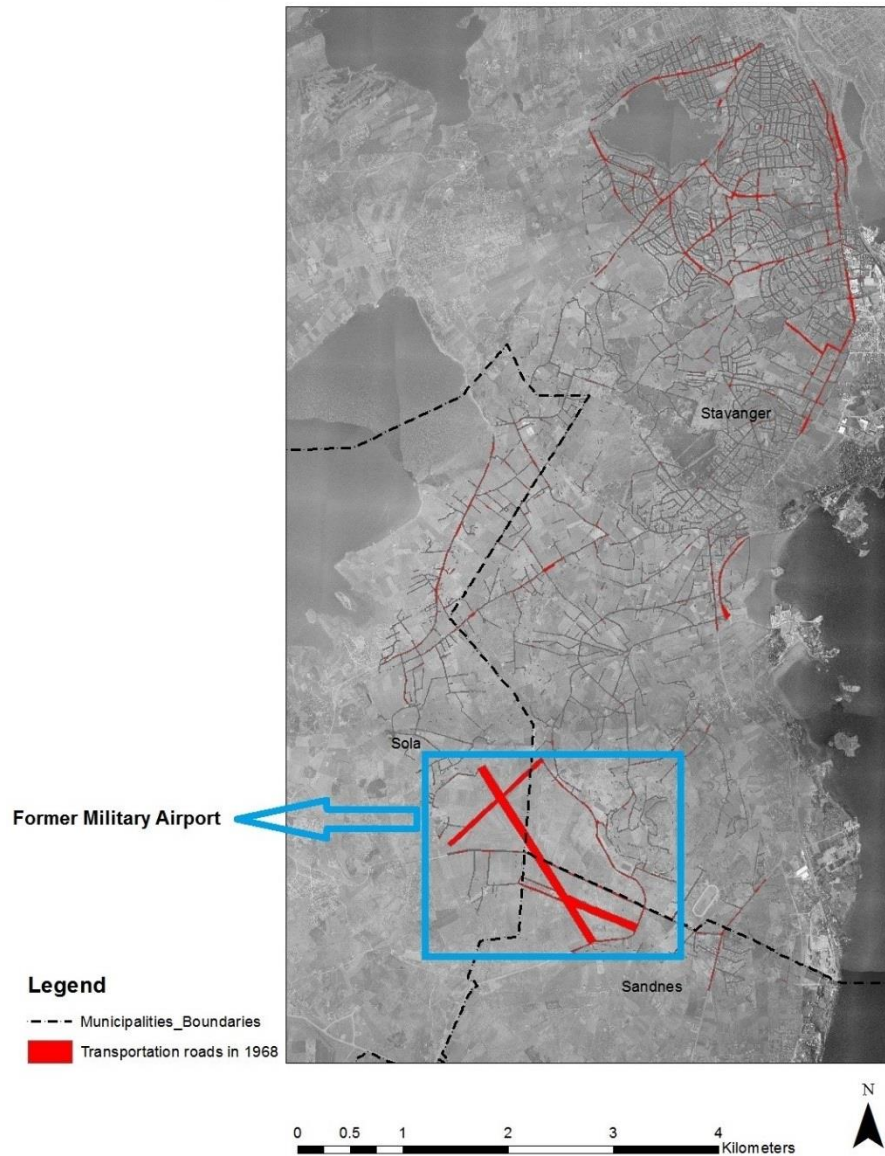 Stavanger
Sola
Former Military Airport
Sandnes
Legend
Municipalities_Boundaries
Transportation roads in 1968
N
0 0.5 1 2 3 4
Kilometers